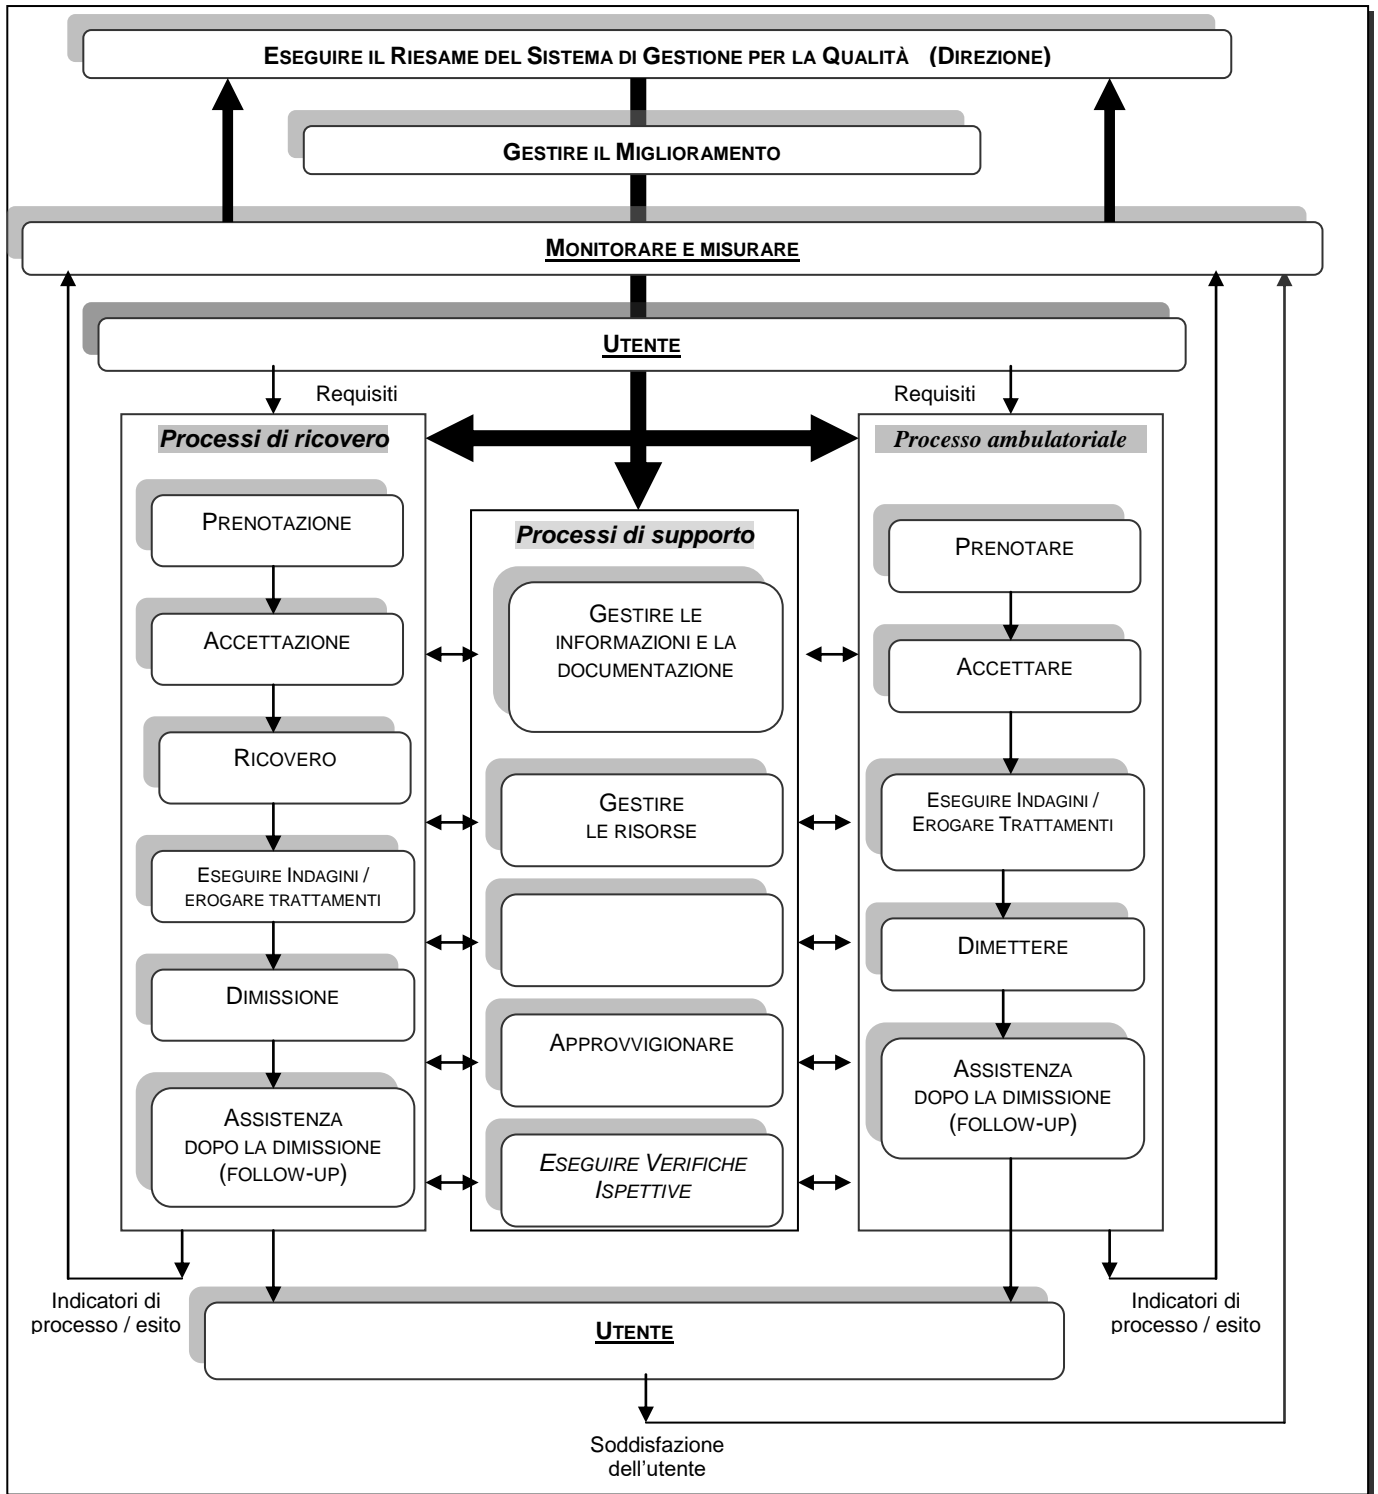 ESEGUIRE IL RIESAME DEL SISTEMA DI GESTIONE PER LA QUALITÀ (DIREZIONE)
GESTIRE IL MIGLIORAMENTO
MONITORARE E MISURARE
UTENTE
Requisiti
Requisiti
Processi di ricovero
PRENOTAZIONE
ACCETTAZIONE
RICOVERO
ESEGUIRE INDAGINI /
EROGARE TRATTAMENTI
DIMISSIONE
ASSISTENZA
DOPO LA DIMISSIONE
(FOLLOW-UP)
Processi di supporto
GESTIRE LE
INFORMAZIONI E LA
DOCUMENTAZIONE
GESTIRE
LE RISORSE
APPROVVIGIONARE
ESEGUIRE VERIFICHE
ISPETTIVE
Processo ambulatoriale
PRENOTARE
ACCETTARE
ESEGUIRE INDAGINI /
EROGARE TRATTAMENTI
DIMETTERE
ASSISTENZA
DOPO LA DIMISSIONE
(FOLLOW-UP)
Indicatori di
processo / esito
Indicatori di
processo / esito
UTENTE
Soddisfazione
dell'utente